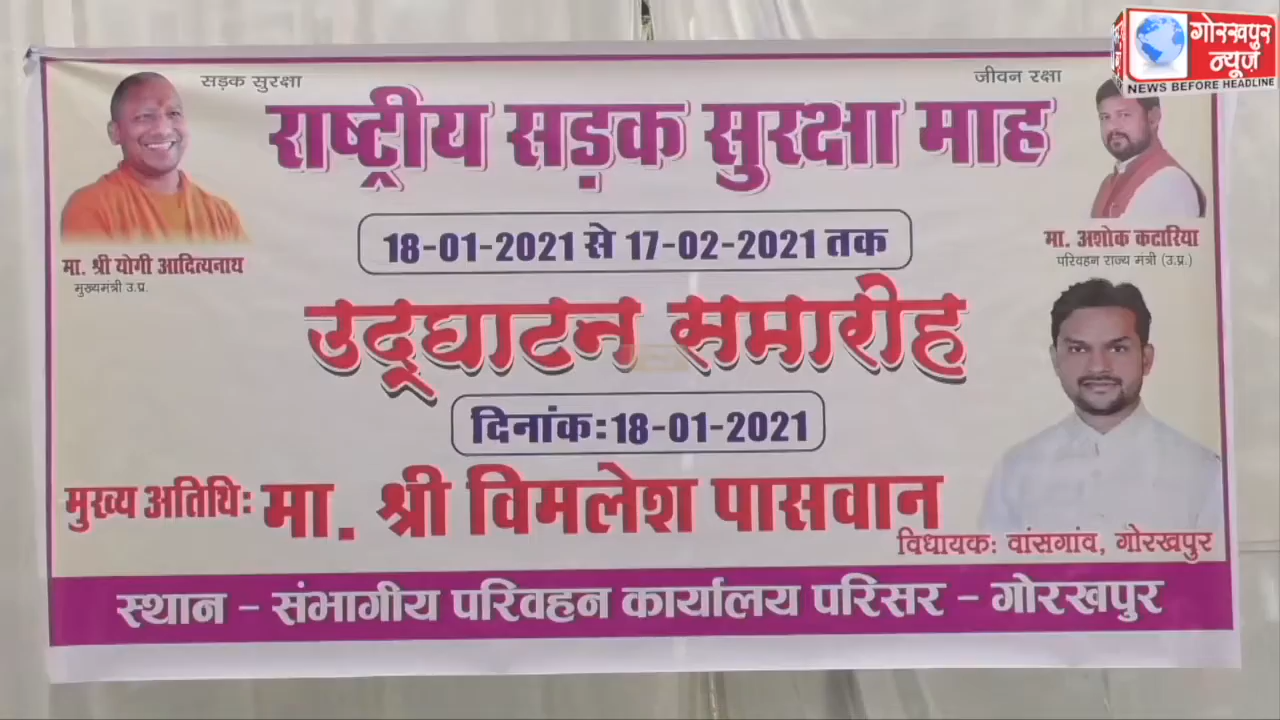 गोरखपुर
न्यूज़
NEWS BEFORE HEADLINE
सड़क सुरक्षा
जीवन रक्षा
राष्ट्रीय सड़क सुरक्षा माह
18-01-2021 से 17-02-2021 तक
मा. श्री योगी आदित्यनाथ
मुख्यमंत्री उ.प्र.
मा. अशोक कटारिया
परिवहन राज्य मंत्री (उ.प्र.)
उद्घाटन समारोह
दिनांक: 18-01-2021
मुख्य अतिथि: मा. श्री विमलेश पासवान
विधायक: वांसगांव, गोरखपुर
स्थान - संभागीय परिवहन कार्यालय परिसर - गोरखपुर